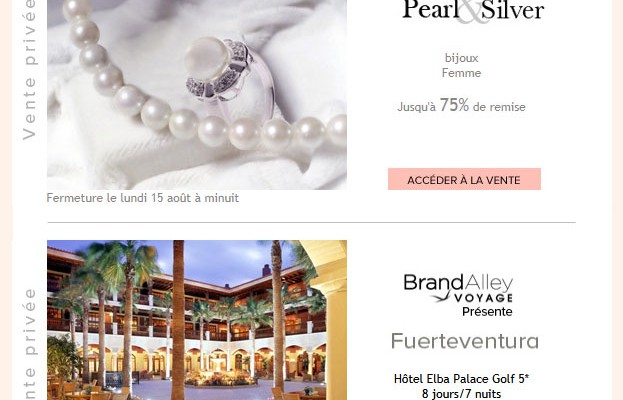 Vente privée
Pearl&Silver
bijoux
Femme
Jusqu'à 75% de remise
ACCÉDER À LA VENTE
Fermeture le lundi 15 août à minuit
nte privée
BrandAlley
VOYAGE
Présente
Fuerteventura
Hôtel Elba Palace Golf 5*
8 jours/7 nuits